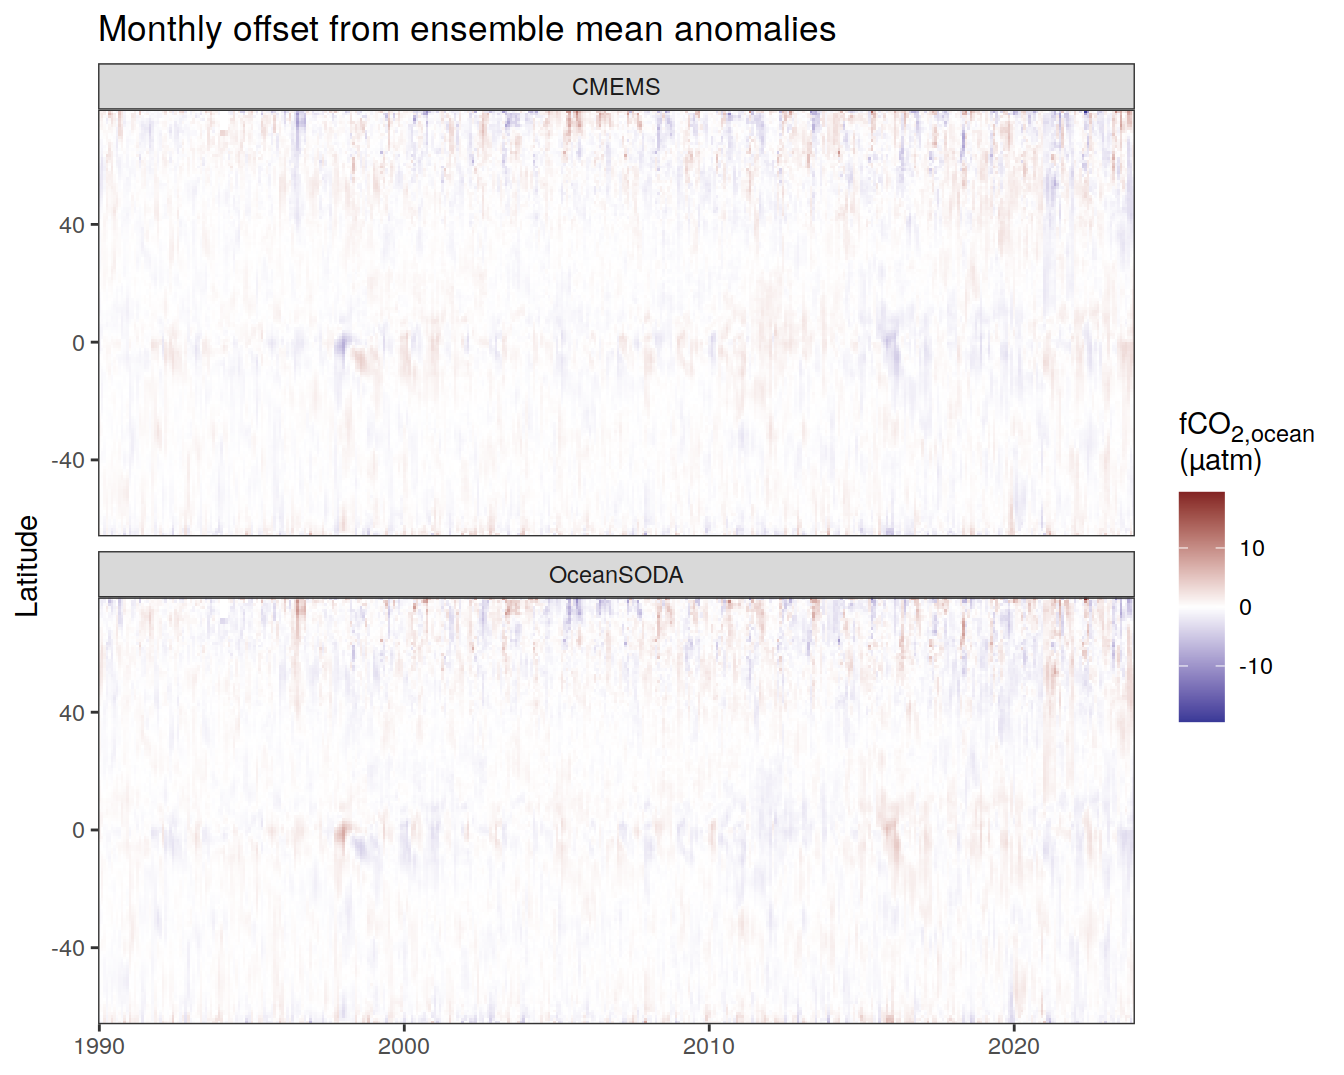 Monthly offset from ensemble mean anomalies
CMEMS
40
0
-40
OceanSODA
40
0
-40
1990 2000 2010 2020
Latitude
fCO2,ocean
(µatm)
10
0
-10